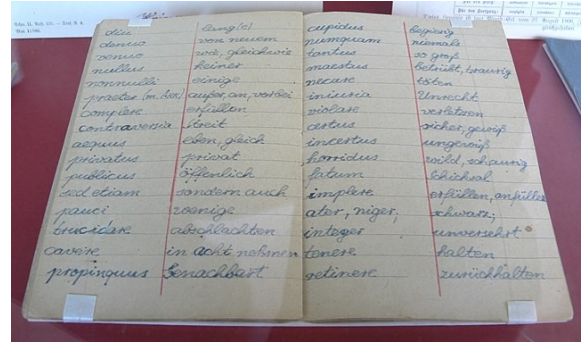 diu lang(e)
denuo von neuem
wie, gleichwie
nullus keiner
nonnulli einige
praeter (m. Acc) außer, an, vorbei
complere erfüllen
controversia Streit
aequus eben, gleich
privatus privat
publicus öffenlich
sed etiam sondern auch
pauci wenige
trucidare abschlachten
cavere in acht nehmen
propinquus benachbart
cupidus begierig
numquam niemals
tantus so groß
maestus betrübt, traurig
necare töten
iniuria Unrecht
violare verletzen
certus sicher, gewiß
incertus ungewiß
horridus wild, schaurig
fatum Schicksal
implere erfüllen, anfüllen
ater, niger, schwarz,
integer unversehrt
tenere halten
retinere zurückhalten